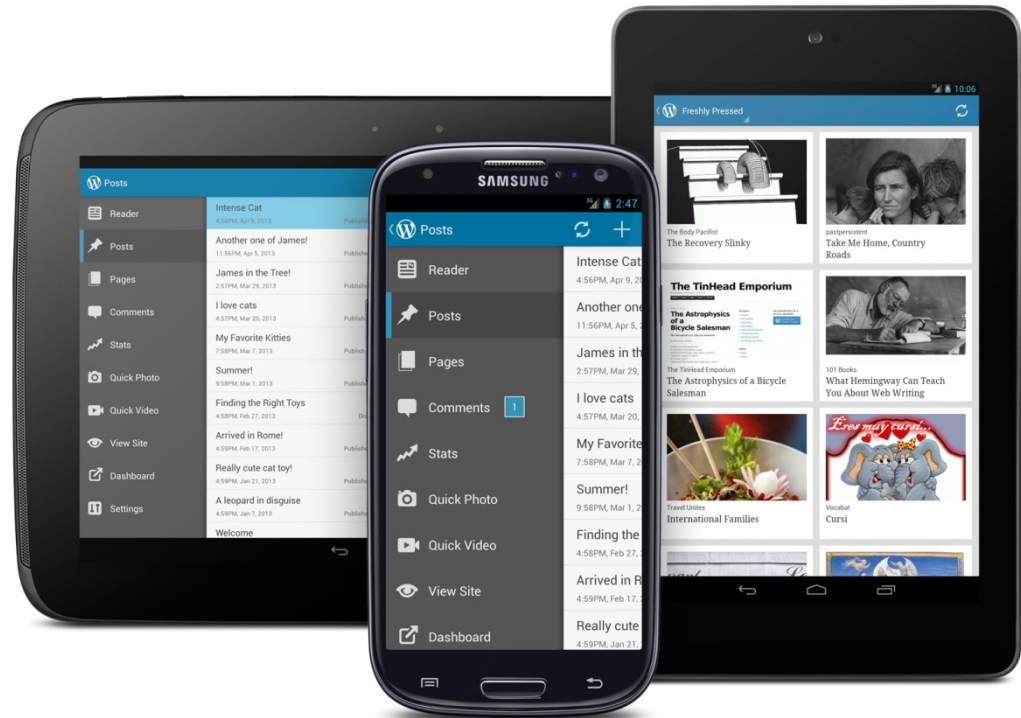 Posts
Reader
Posts
Pages
Comments
Stats
Quick Photo
Quick Video
View Site
Dashboard
Settings
Intense Cat
4:56PM, Apr 9, 2013
Another one of James!
11:56PM, Apr 5, 2013
James in the Tree!
2:57PM, Mar 29, 2013
I love cats
4:57PM, Mar 20, 2013
My Favorite Kitties
7:58PM, Mar 7, 2013
Summer!
9:58PM, Mar 1, 2013
Finding the Right Toys
4:58PM, Feb 27, 2013
Arrived in Rome!
4:59PM, Feb 17, 2013
Really cute cat toy!
4:59PM, Jan 21, 2013
A leopard in disguise
4:59PM, Jan 7, 2013
Welcome
SAMSUNG
3G 2:47
Posts
Reader
Posts
Pages
Comments 1
Stats
Quick Photo
Quick Video
View Site
Dashboard
Intense Cat
4:56PM, Apr 9, 20
Another one
11:56PM, Apr 5, 2
James in th
2:57PM, Mar 29,
I love cats
4:57PM, Mar 20,
My Favorite
7:58PM, Mar 7, 2
Summer!
9:58PM, Mar 1, 2
Finding the
4:58PM, Feb 27,
Arrived in R
4:59PM, Feb 17,
Really cute
4:59PM, Jan 21,
3G 10:06
Freshly Pressed
The Body Pacifist
The Recovery Slinky
pastpersistent
Take Me Home, Country
Roads
The TinHead Emporium
The Astrophysics
of a
Bicycle Salesman
The TinHead Emporium
The Astrophysics of a Bicycle
Salesman
101 Books
What Hemingway Can Teach
You About Web Writing
Travel Unites
International Families
Eres muy cursi...
Vocabat
Cursi